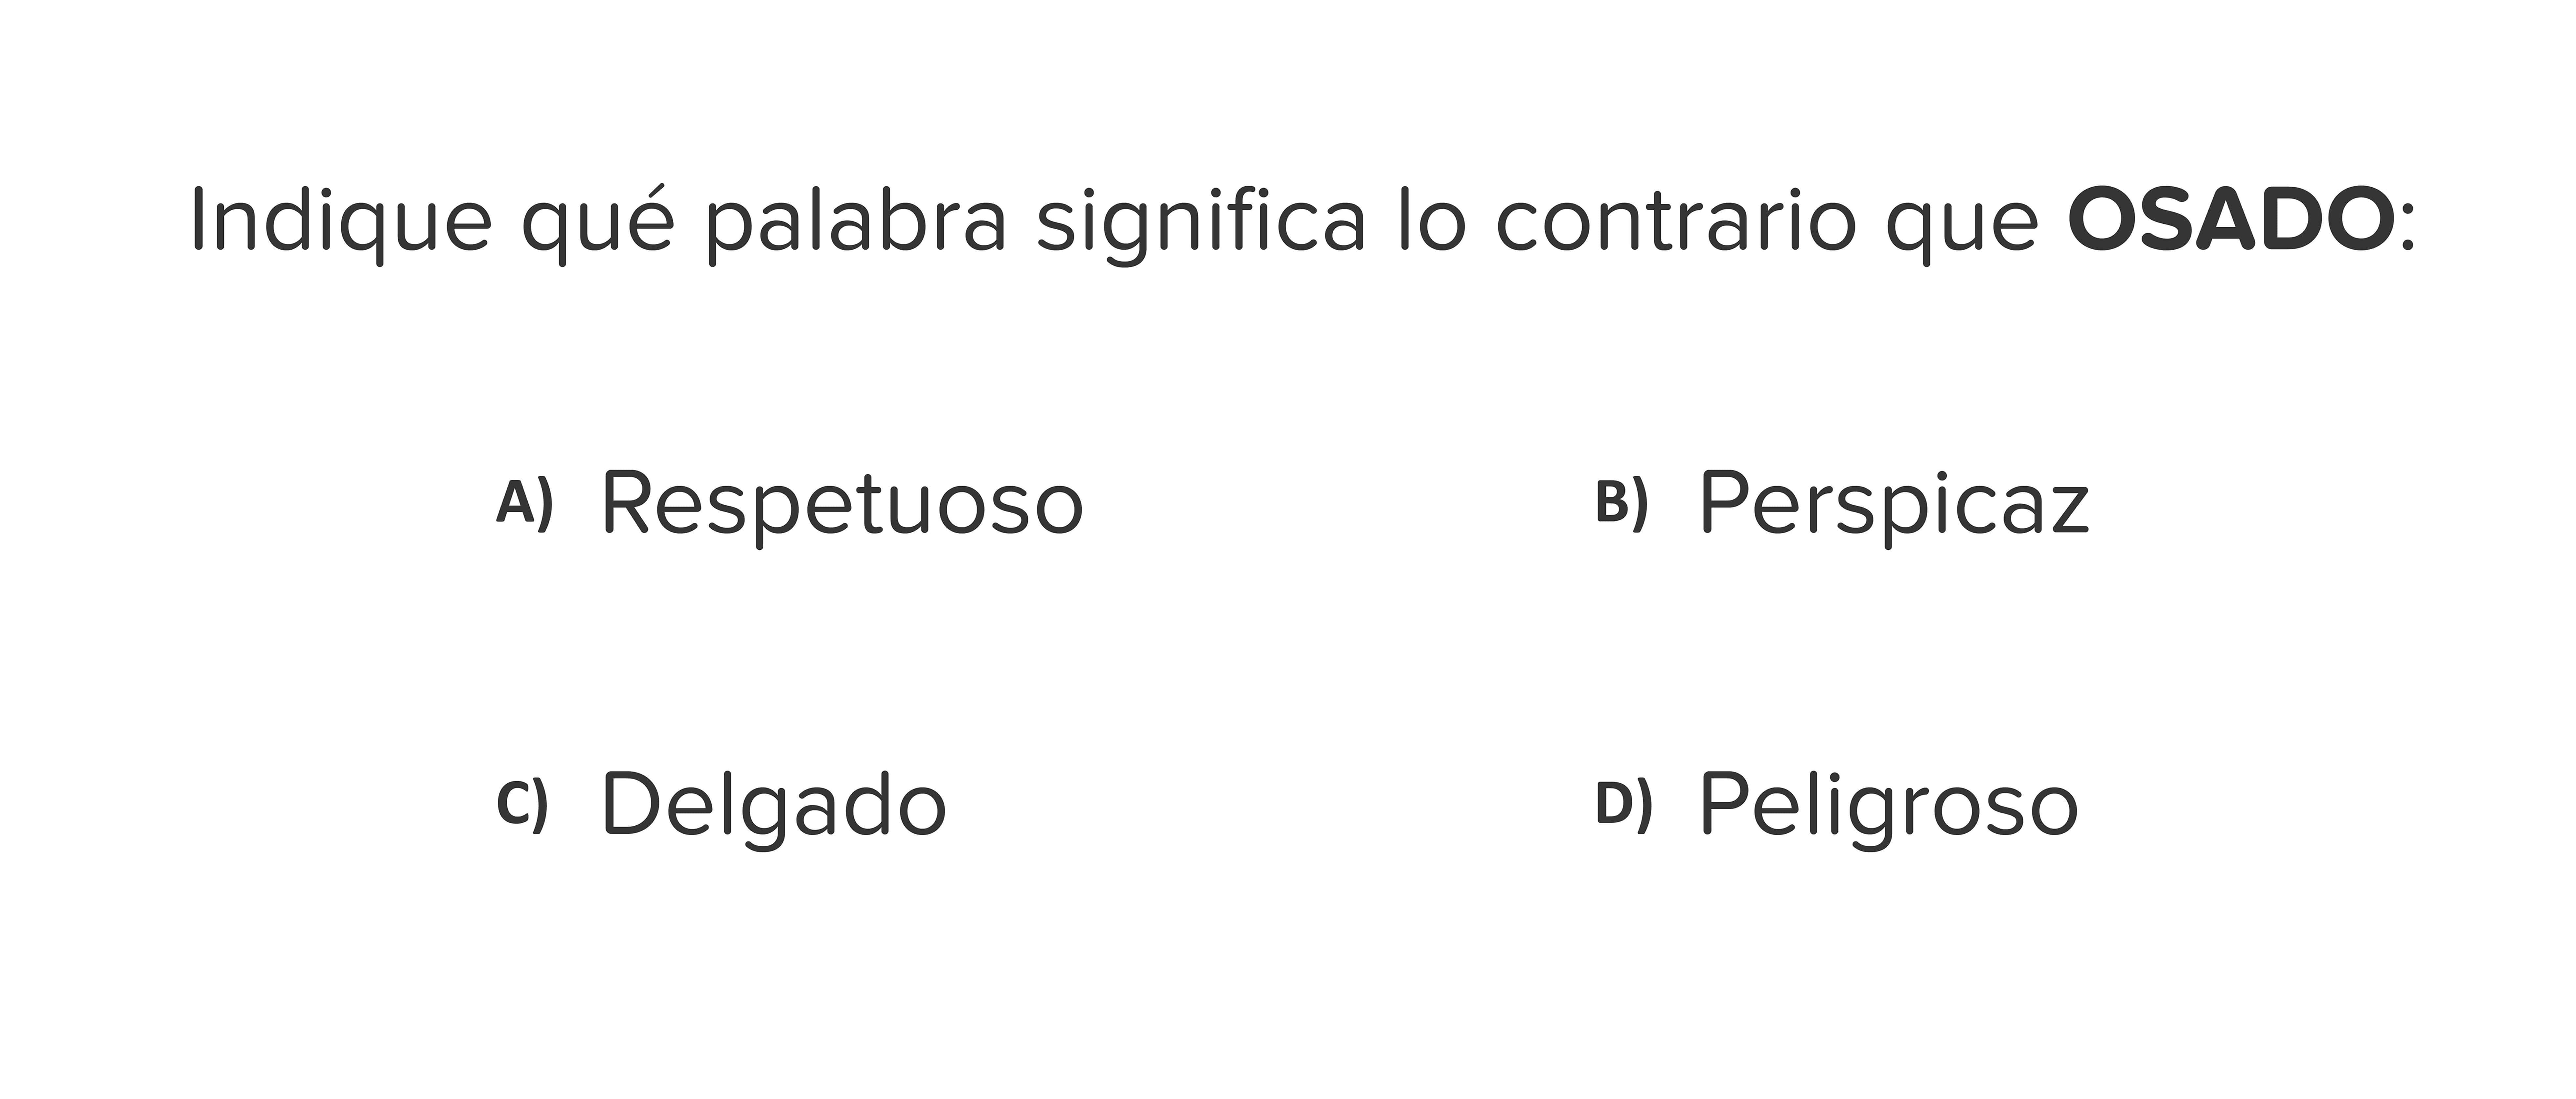 Indique qué palabra significa lo contrario que OSADO:
A) Respetuoso
B) Perspicaz
C) Delgado
D) Peligroso